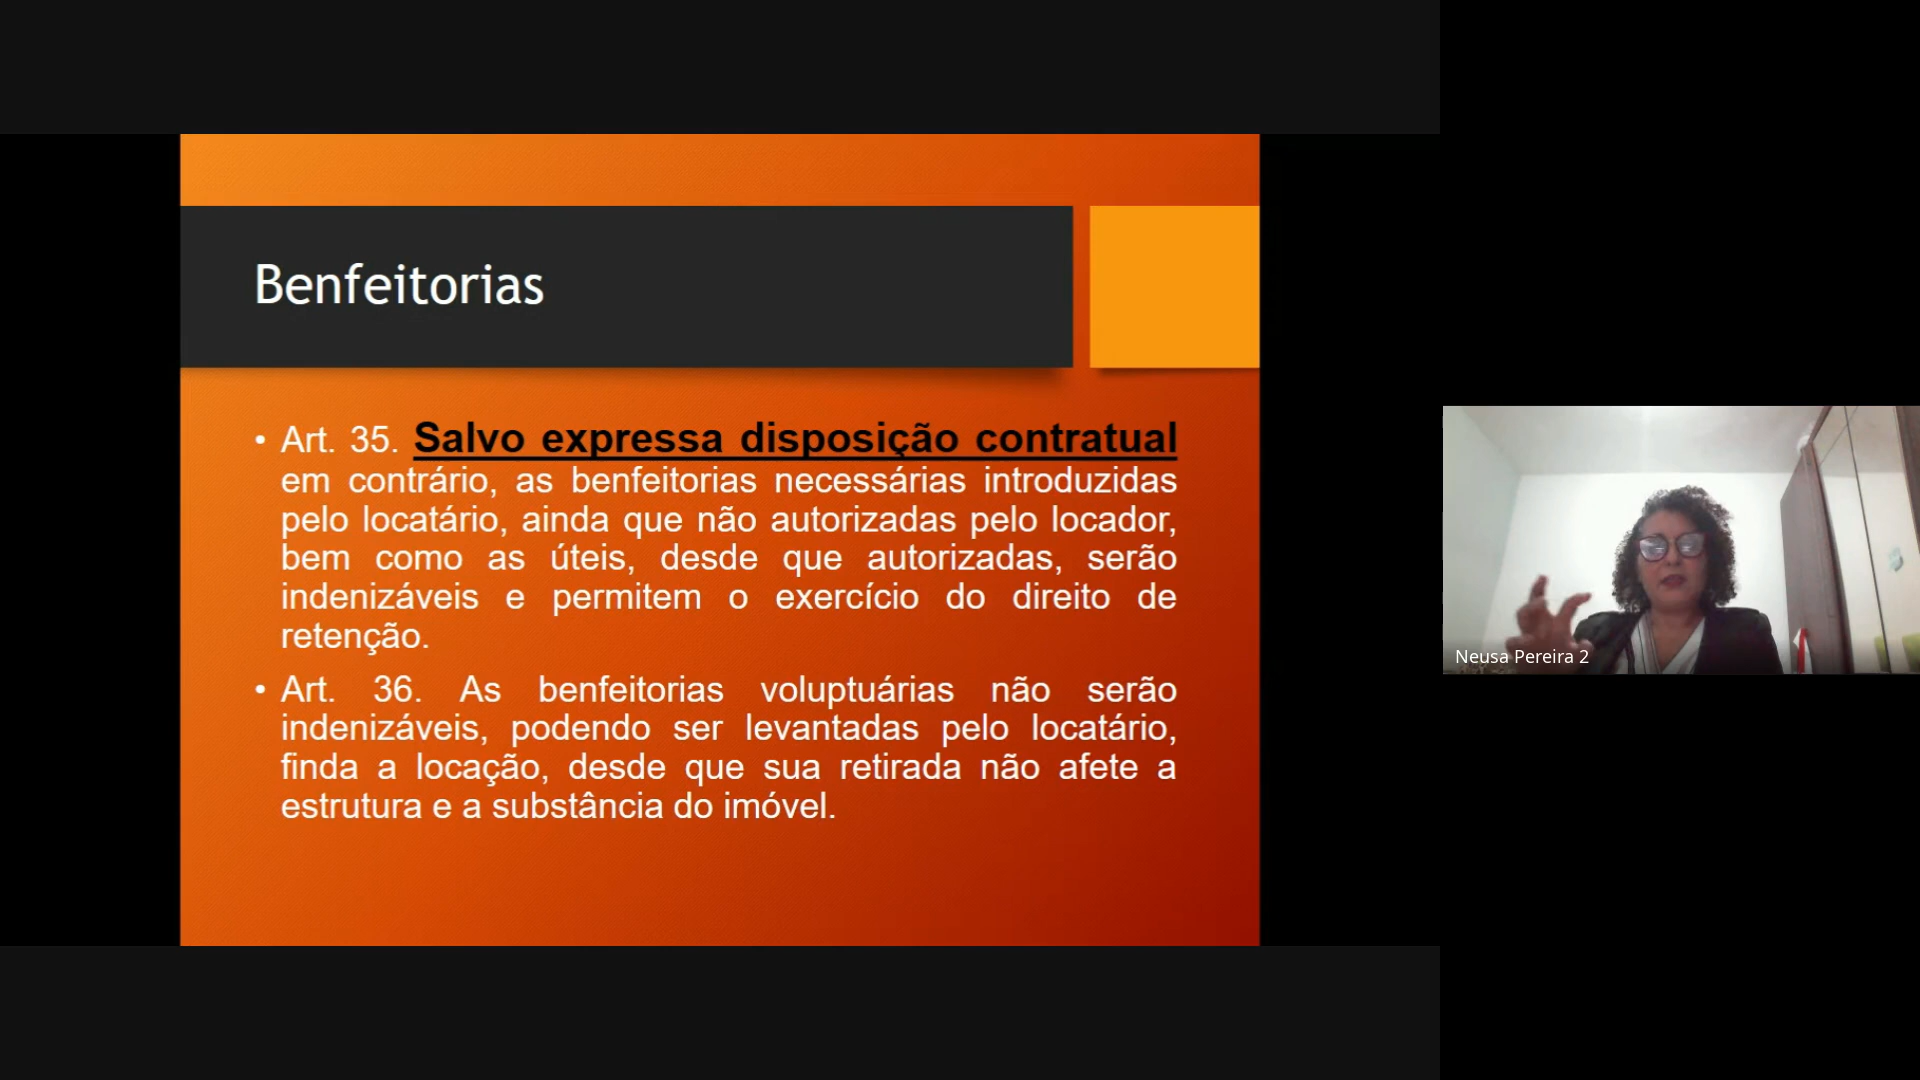 Benfeitorias
• Art. 35. Salvo expressa disposição contratual
em contrário, as benfeitorias necessárias introduzidas
pelo locatário, ainda que não autorizadas pelo locador,
bem como as úteis, desde que autorizadas, serão
indenizáveis e permitem o exercício do direito de
retenção.
• Art. 36. As benfeitorias voluptuárias não serão
indenizáveis, podendo ser levantadas pelo locatário,
finda a locação, desde que sua retirada não afete a
estrutura e a substância do imóvel.
Neusa Pereira 2